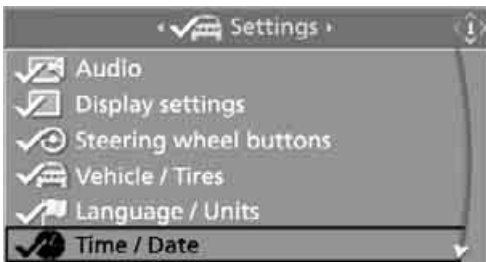 Settings
Audio
Display settings
Steering wheel buttons
Vehicle / Tires
Language / Units
Time / Date